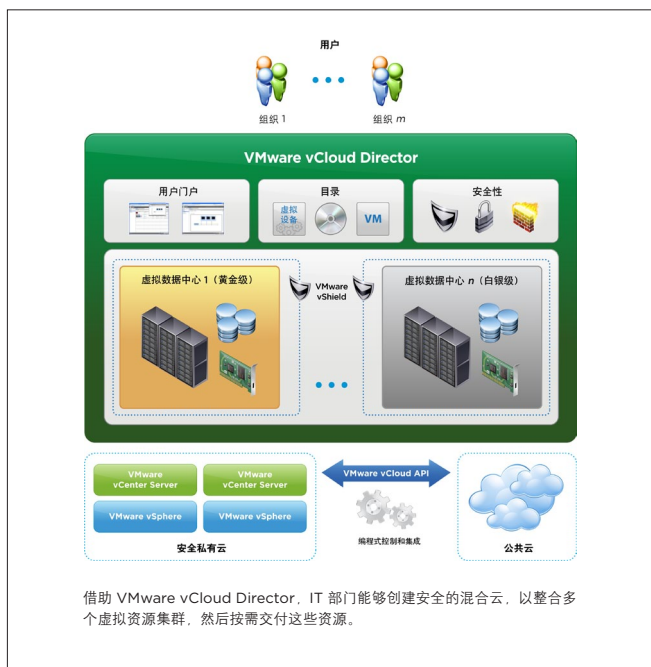 用户
组织 1
组织 m
VMware vCloud Director
用户门户
目录
安全性
虚拟
设备
VM
虚拟数据中心 1（黄金级）
VMware
vShield
虚拟数据中心 n（白银级）
VMware
vCenter Server
VMware
vCenter Server
VMware vSphere
VMware vSphere
安全私有云
VMware vCloud API
编程式控制和集成
公共云
借助 VMware vCloud Director，IT 部门能够创建安全的混合云，以整合多
个虚拟资源集群，然后按需交付这些资源。